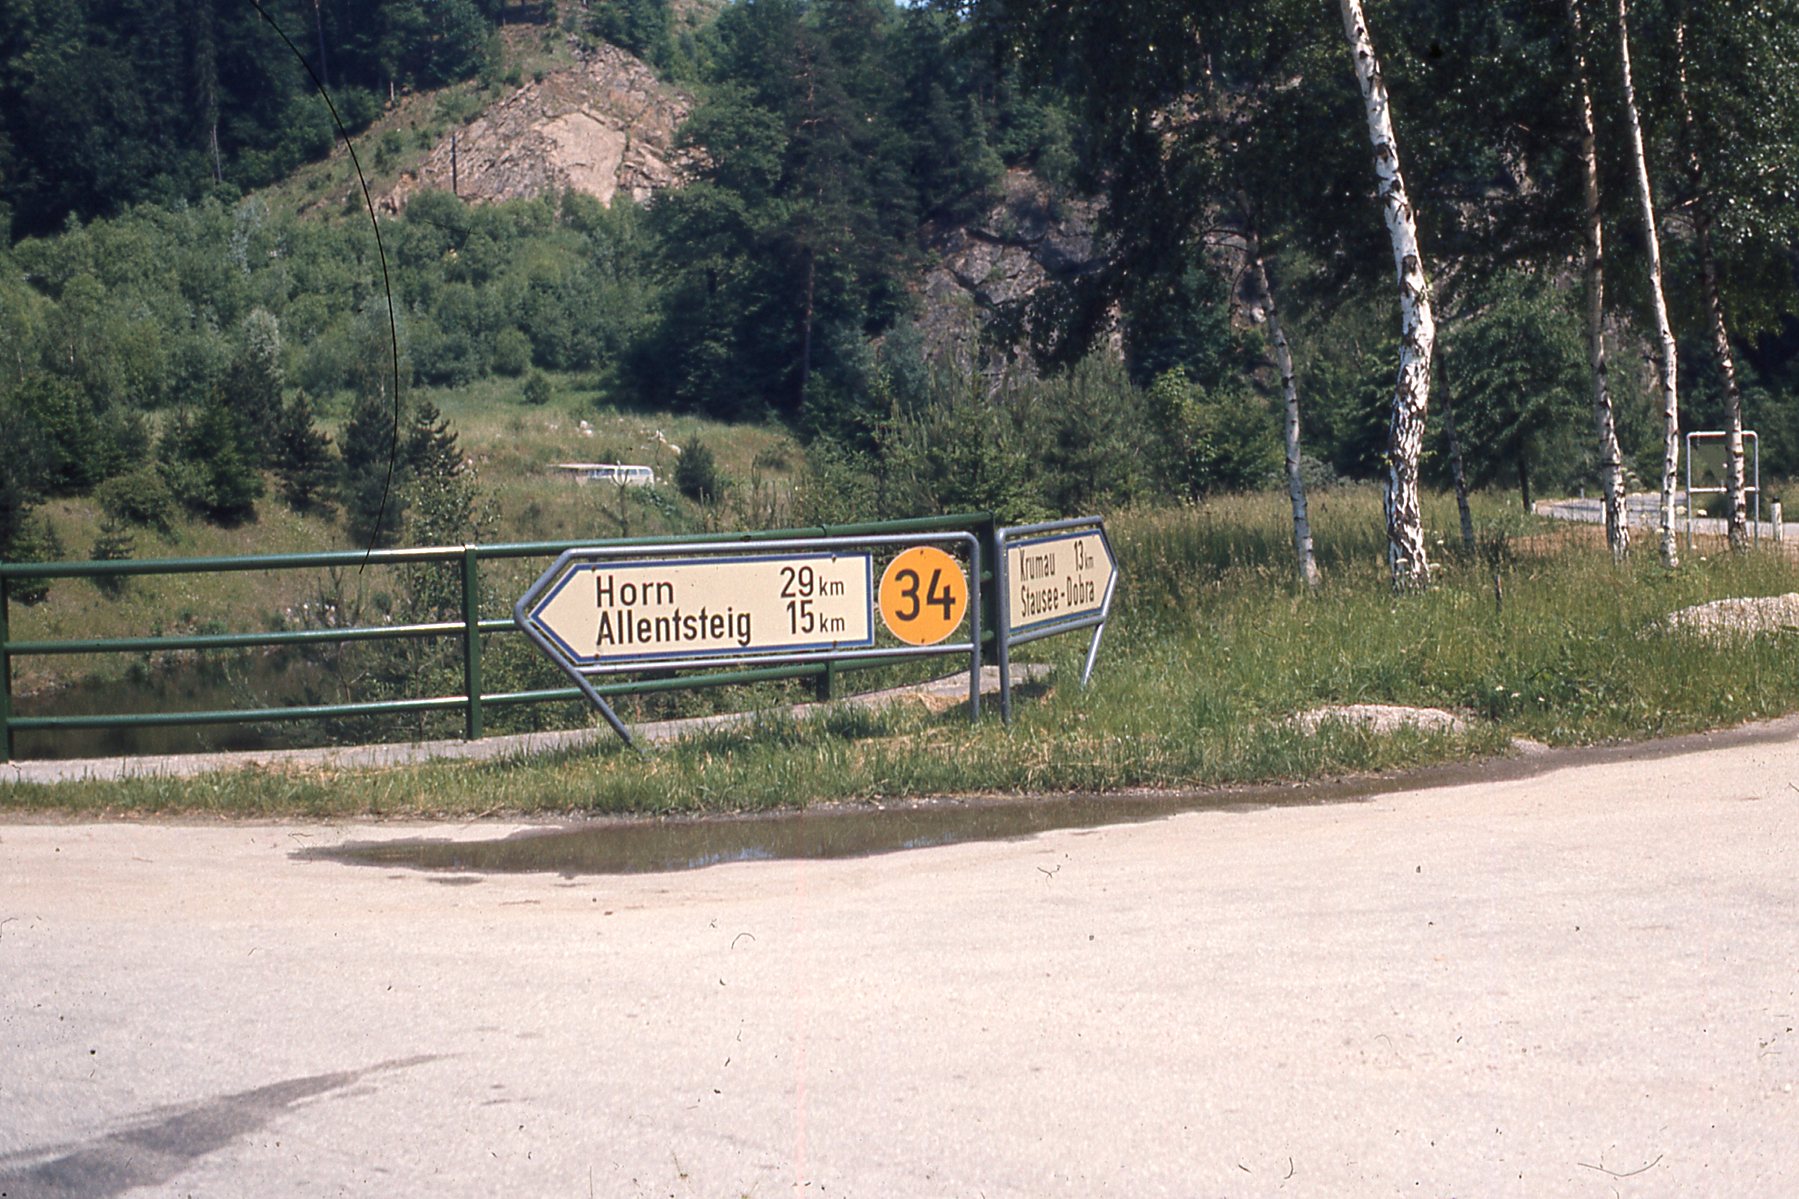 Horn 29 km
Allentsteig 15 km
34
Krumau 13 km
Stausee-Dobra